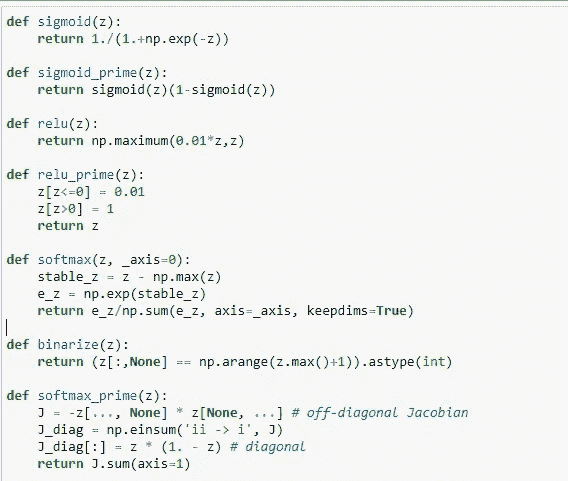 def sigmoid(z):
    return 1./(1.+np.exp(-z))
def sigmoid_prime(z):
    return sigmoid(z)(1-sigmoid(z))
def relu(z):
    return np.maximum(0.01*z,z)
def relu_prime(z):
    z[z<=0] = 0.01
    z[z>0] = 1
    return z
def softmax(z, _axis=0):
    stable_z = z - np.max(z)
    e_z = np.exp(stable_z)
    return e_z/np.sum(e_z, axis=_axis, keepdims=True)
def binarize(z):
    return (z[:,None] == np.arange(z.max()+1)).astype(int)
def softmax_prime(z):
    J = -z[..., None] * z[None, ...] # off-diagonal Jacobian
    J_diag = np.einsum('ii -> i', J)
    J_diag[:] = z * (1. - z) # diagonal
    return J.sum(axis=1)